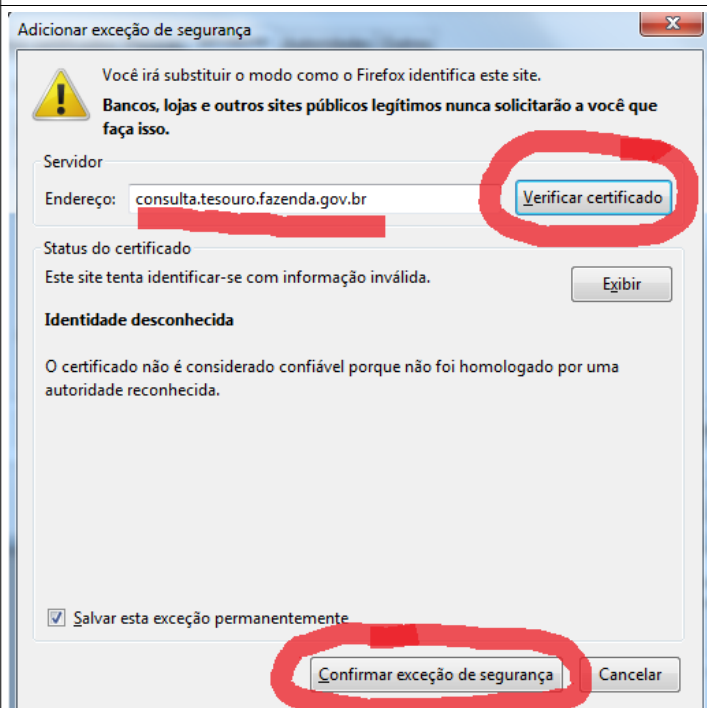 Adicionar exceção de segurança
Você irá substituir o modo como o Firefox identifica este site.
Bancos, lojas e outros sites públicos legítimos nunca solicitarão a você que
faça isso.
Servidor
Endereço: consulta.tesouro.fazenda.gov.br Verificar certificado
Status do certificado
Este site tenta identificar-se com informação inválida. Exibir
Identidade desconhecida
O certificado não é considerado confiável porque não foi homologado por uma
autoridade reconhecida.
Salvar esta exceção permanentemente
Confirmar exceção de segurança Cancelar